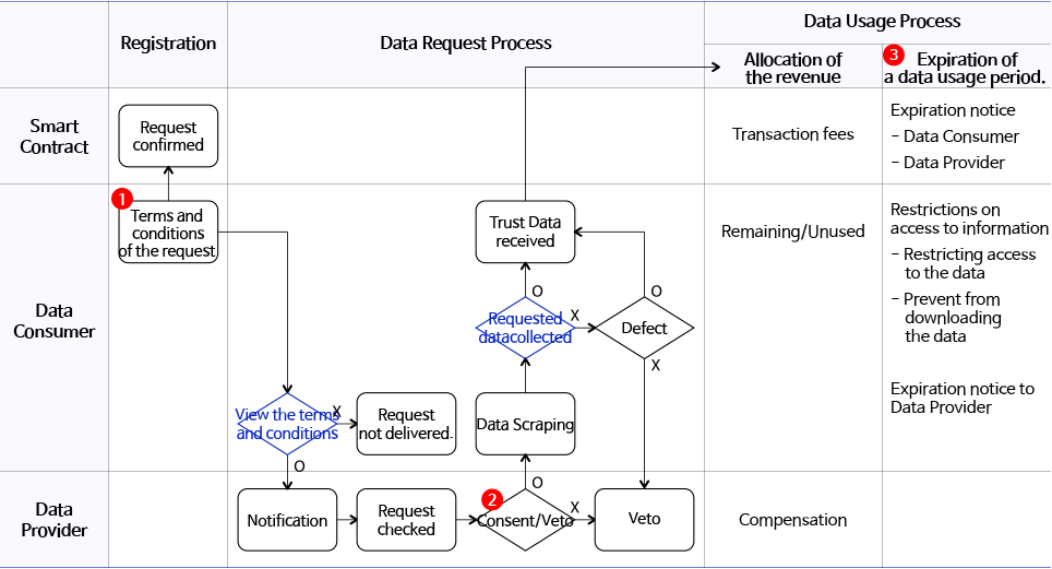 Registration
Data Request Process
Data Usage Process
Allocation of
the revenue
3
Expiration of
a data usage period.
Smart
Contract
Request
confirmed
Transaction fees
Expiration notice
- Data Consumer
- Data Provider
Data
Consumer
1
Terms and
conditions
of the request
Trust Data
received
O
O
Requested
datacollected
X
Defect
X
View the terms
and conditions
X
Request
not delivered.
Data Scraping
O
Remaining/Unused
Restrictions on
access to information
- Restricting access
to the data
- Prevent from
downloading
the data
Expiration notice to
Data Provider
Data
Provider
Notification
Request
checked
2
Consent/Veto
O
X
Veto
Compensation